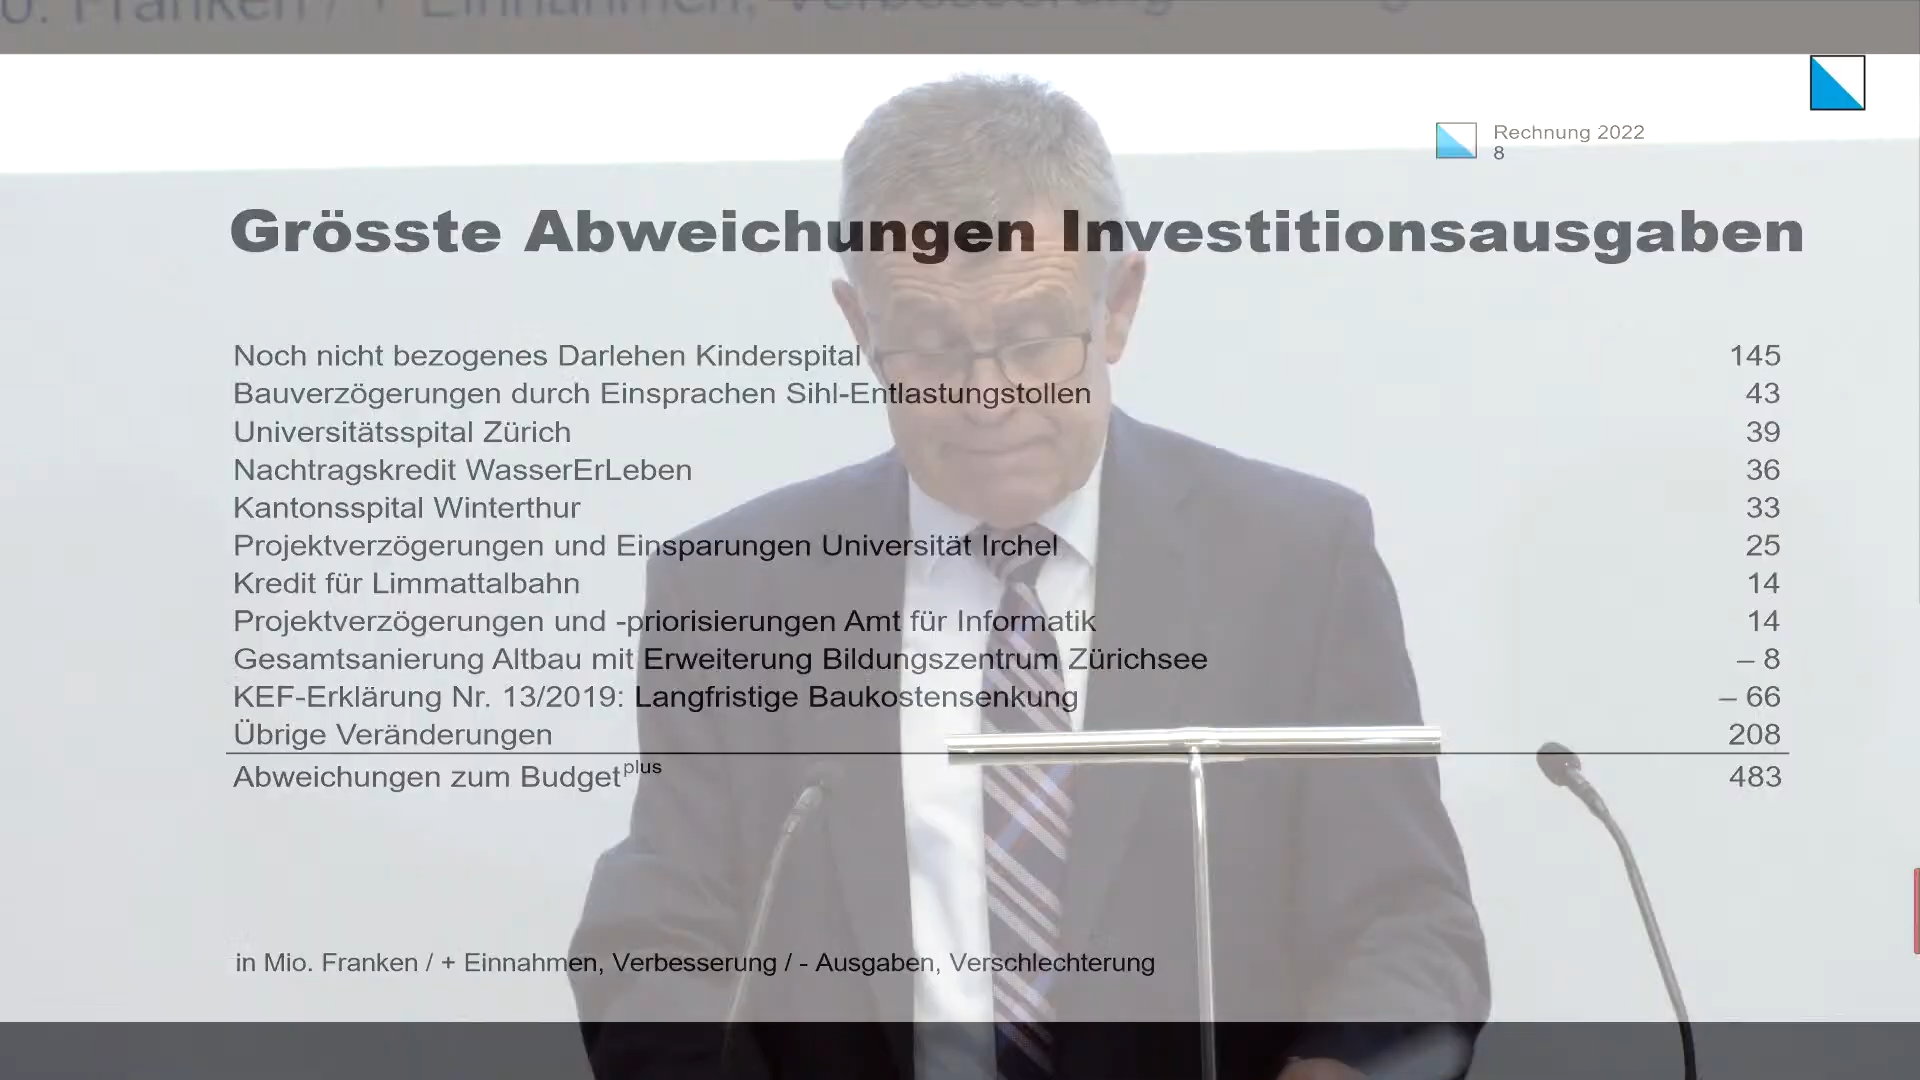 o. Franken / + Einnahmen, Verbesserung
Rechnung 2022
8
Grösste Abweichungen Investitionsausgaben
Noch nicht bezogenes Darlehen Kinderspital 145
Bauverzögerungen durch Einsprachen Sihl-Entlastungstollen 43
Universitätsspital Zürich 39
Nachtragskredit WasserErLeben 36
Kantonsspital Winterthur 33
Projektverzögerungen und Einsparungen Universität Irchel 25
Kredit für Limmattalbahn 14
Projektverzögerungen und -priorisierungen Amt für Informatik 14
Gesamtsanierung Altbau mit Erweiterung Bildungszentrum Zürichsee – 8
KEF-Erklärung Nr. 13/2019: Langfristige Baukostensenkung – 66
Übrige Veränderungen 208
Abweichungen zum Budgetplus 483
in Mio. Franken / + Einnahmen, Verbesserung / - Ausgaben, Verschlechterung